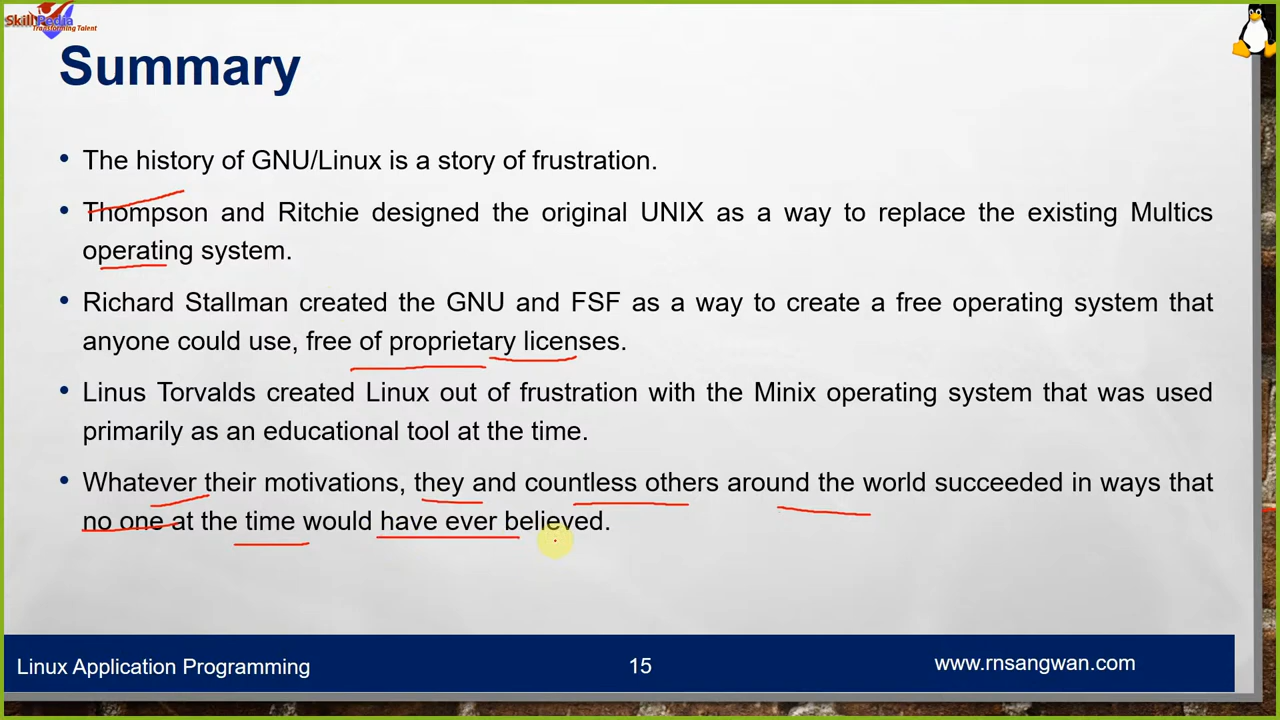 Skill Pedia
Transforming Talent
Summary
• The history of GNU/Linux is a story of frustration.
• Thompson and Ritchie designed the original UNIX as a way to replace the existing Multics
operating system.
• Richard Stallman created the GNU and FSF as a way to create a free operating system that
anyone could use, free of proprietary licenses.
• Linus Torvalds created Linux out of frustration with the Minix operating system that was used
primarily as an educational tool at the time.
• Whatever their motivations, they and countless others around the world succeeded in ways that
no one at the time would have ever believed.
Linux Application Programming
15
www.rnsangwan.com